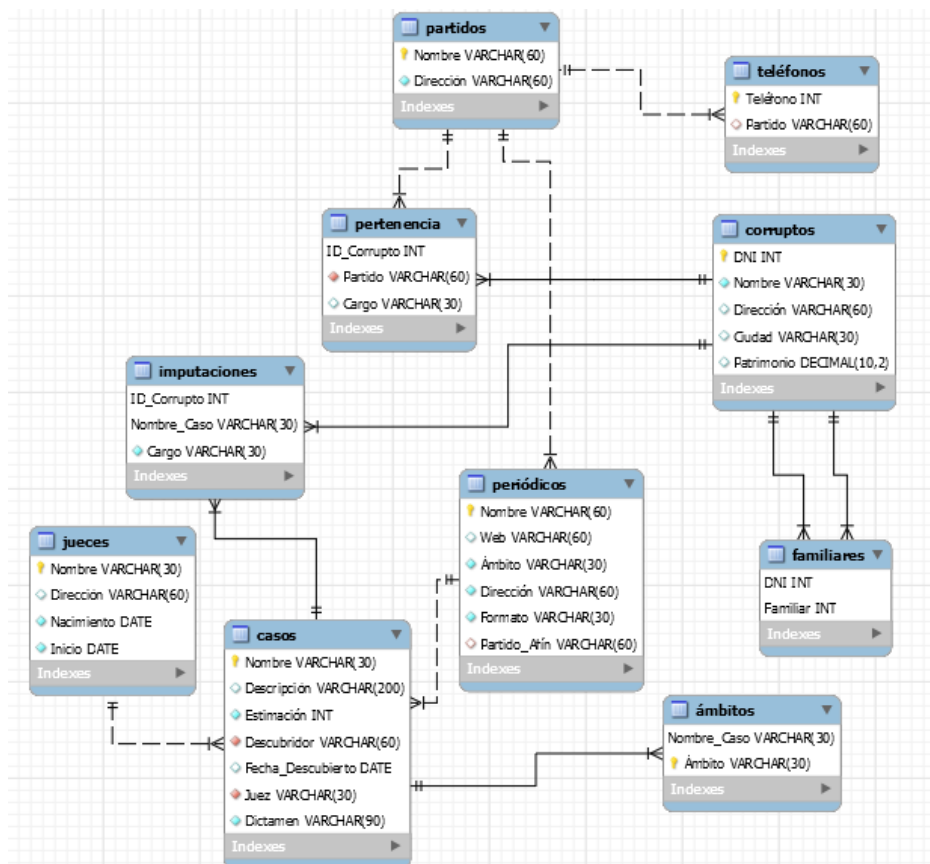 partidos
Nombre VARCHAR(60)
Dirección VARCHAR(60)
Indexes
teléfonos
Teléfono INT
Partido VARCHAR(60)
Indexes
pertenencia
ID_Corrupto INT
Partido VARCHAR(60)
Cargo VARCHAR(30)
Indexes
corruptos
DNI INT
Nombre VARCHAR(30)
Dirección VARCHAR(60)
Ciudad VARCHAR(30)
Patrimonio DECIMAL(10,2)
Indexes
imputaciones
ID_Corrupto INT
Nombre_Caso VARCHAR(30)
Cargo VARCHAR(30)
Indexes
periódicos
Nombre VARCHAR(60)
Web VARCHAR(60)
Ámbito VARCHAR(30)
Dirección VARCHAR(60)
Formato VARCHAR(30)
Partido_Afín VARCHAR(60)
Indexes
jueces
Nombre VARCHAR(30)
Dirección VARCHAR(60)
Nacimiento DATE
Inicio DATE
Indexes
familiares
DNI INT
Familiar INT
Indexes
casos
Nombre VARCHAR(30)
Descripción VARCHAR(200)
Estimación INT
Descubridor VARCHAR(60)
Fecha_Descubierto DATE
Juez VARCHAR(30)
Dictamen VARCHAR(90)
Indexes
ámbitos
Nombre_Caso VARCHAR(30)
Ámbito VARCHAR(30)
Indexes